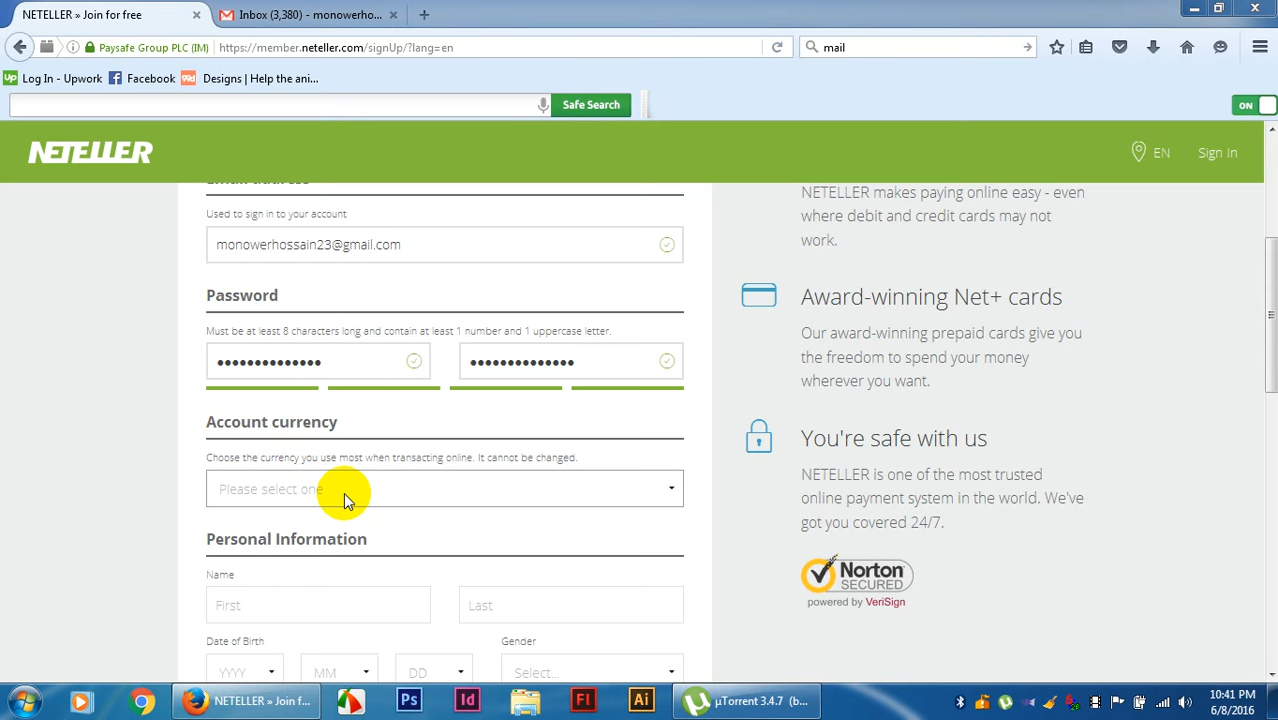 NETELLER » Join for free
Inbox (3,380) - monowerho...
Paysafe Group PLC (IM)
https://member.neteller.com/signUp/?lang=en
mail
Up Log In - Upwork
Facebook
99d Designs | Help the ani...
Safe Search
ON
NETELLER
EN
Sign In
Email address
Used to sign in to your account
monowerhossain23@gmail.com
Password
Must be at least 8 characters long and contain at least 1 number and 1 uppercase letter.
Account currency
Choose the currency you use most when transacting online. It cannot be changed.
Please select one
Personal Information
Name
First
Last
Date of Birth
Gender
YYYY
MM
DD
Select...
NETELLER makes paying online easy - even
where debit and credit cards may not
work.
Award-winning Net+ cards
Our award-winning prepaid cards give you
the freedom to spend your money
wherever you want.
You're safe with us
NETELLER is one of the most trusted
online payment system in the world. We've
got you covered 24/7.
Norton
SECURED
powered by VeriSign
NETELLER » Join f...
Ps
Id
Fl
Ai
µTorrent 3.4.7 (b...
10:41 PM
6/8/2016